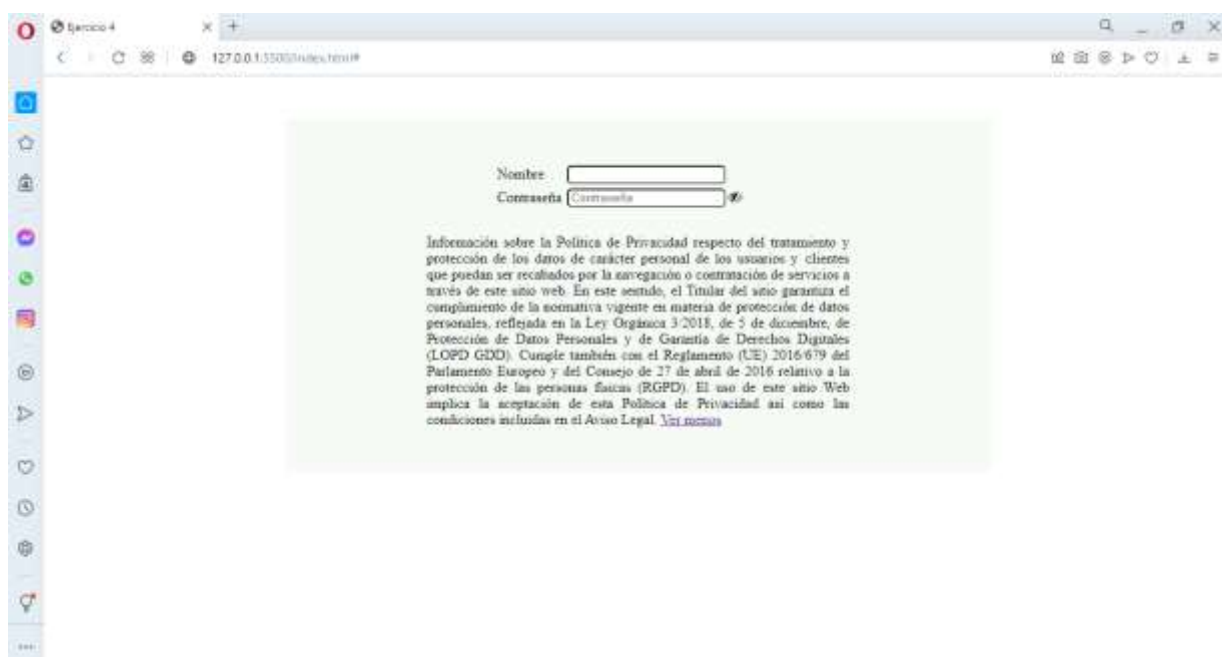 Ejercicio 4
127.0.0.1:5500/index.html#
Nombre
Contraseña Contraseña
Información sobre la Política de Privacidad respecto del tratamiento y
protección de los datos de carácter personal de los usuarios y clientes
que puedan ser recabados por la navegación o contratación de servicios a
través de este sitio web. En este sentido, el Titular del sitio garantiza el
cumplimiento de la normativa vigente en materia de protección de datos
personales, reflejada en la Ley Orgánica 3/2018, de 5 de diciembre, de
Protección de Datos Personales y de Garantía de Derechos Digitales
(LOPD GDD). Cumple también con el Reglamento (UE) 2016/679 del
Parlamento Europeo y del Consejo de 27 de abril de 2016 relativo a la
protección de las personas físicas (RGPD). El uso de este sitio Web
implica la aceptación de esta Política de Privacidad así como las
condiciones incluidas en el Aviso Legal. Ver menos